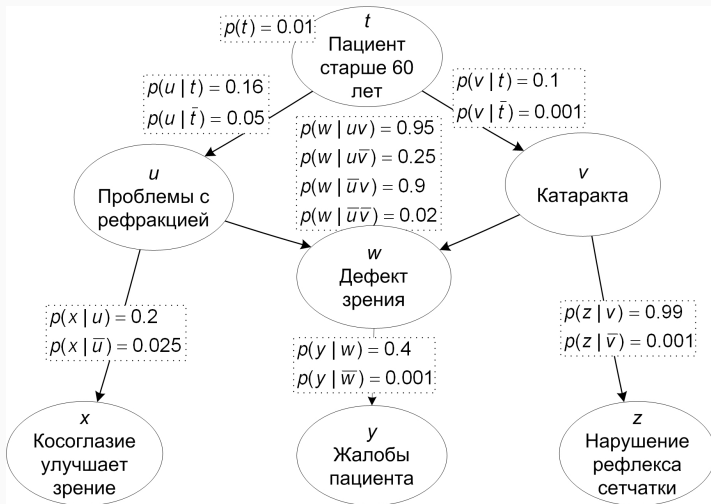 p(t) = 0.01
t
Пациент
старше 60
лет
p(u | t) = 0.16
p(u | t̄) = 0.05
p(v | t) = 0.1
p(v | t̄) = 0.001
p(w | uv) = 0.95
p(w | uv̄) = 0.25
p(w | ūv) = 0.9
p(w | ūv̄) = 0.02
u
Проблемы с
рефракцией
v
Катаракта
w
Дефект
зрения
p(x | u) = 0.2
p(x | ū) = 0.025
p(y | w) = 0.4
p(y | w̄) = 0.001
p(z | v) = 0.99
p(z | v̄) = 0.001
x
Косоглазие
улучшает
зрение
y
Жалобы
пациента
z
Нарушение
рефлекса
сетчатки